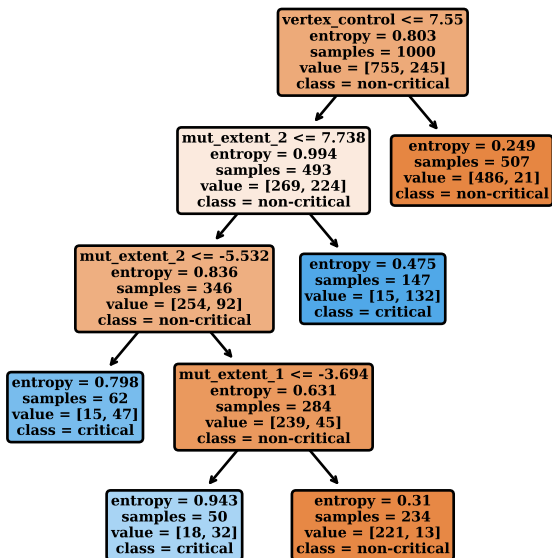 vertex_control <= 7.55
entropy = 0.803
samples = 1000
value = [755, 245]
class = non-critical
mut_extent_2 <= 7.738
entropy = 0.994
samples = 493
value = [269, 224]
class = non-critical
entropy = 0.249
samples = 507
value = [486, 21]
class = non-critical
mut_extent_2 <= -5.532
entropy = 0.836
samples = 346
value = [254, 92]
class = non-critical
entropy = 0.475
samples = 147
value = [15, 132]
class = critical
entropy = 0.798
samples = 62
value = [15, 47]
class = critical
mut_extent_1 <= -3.694
entropy = 0.631
samples = 284
value = [239, 45]
class = non-critical
entropy = 0.943
samples = 50
value = [18, 32]
class = critical
entropy = 0.31
samples = 234
value = [221, 13]
class = non-critical